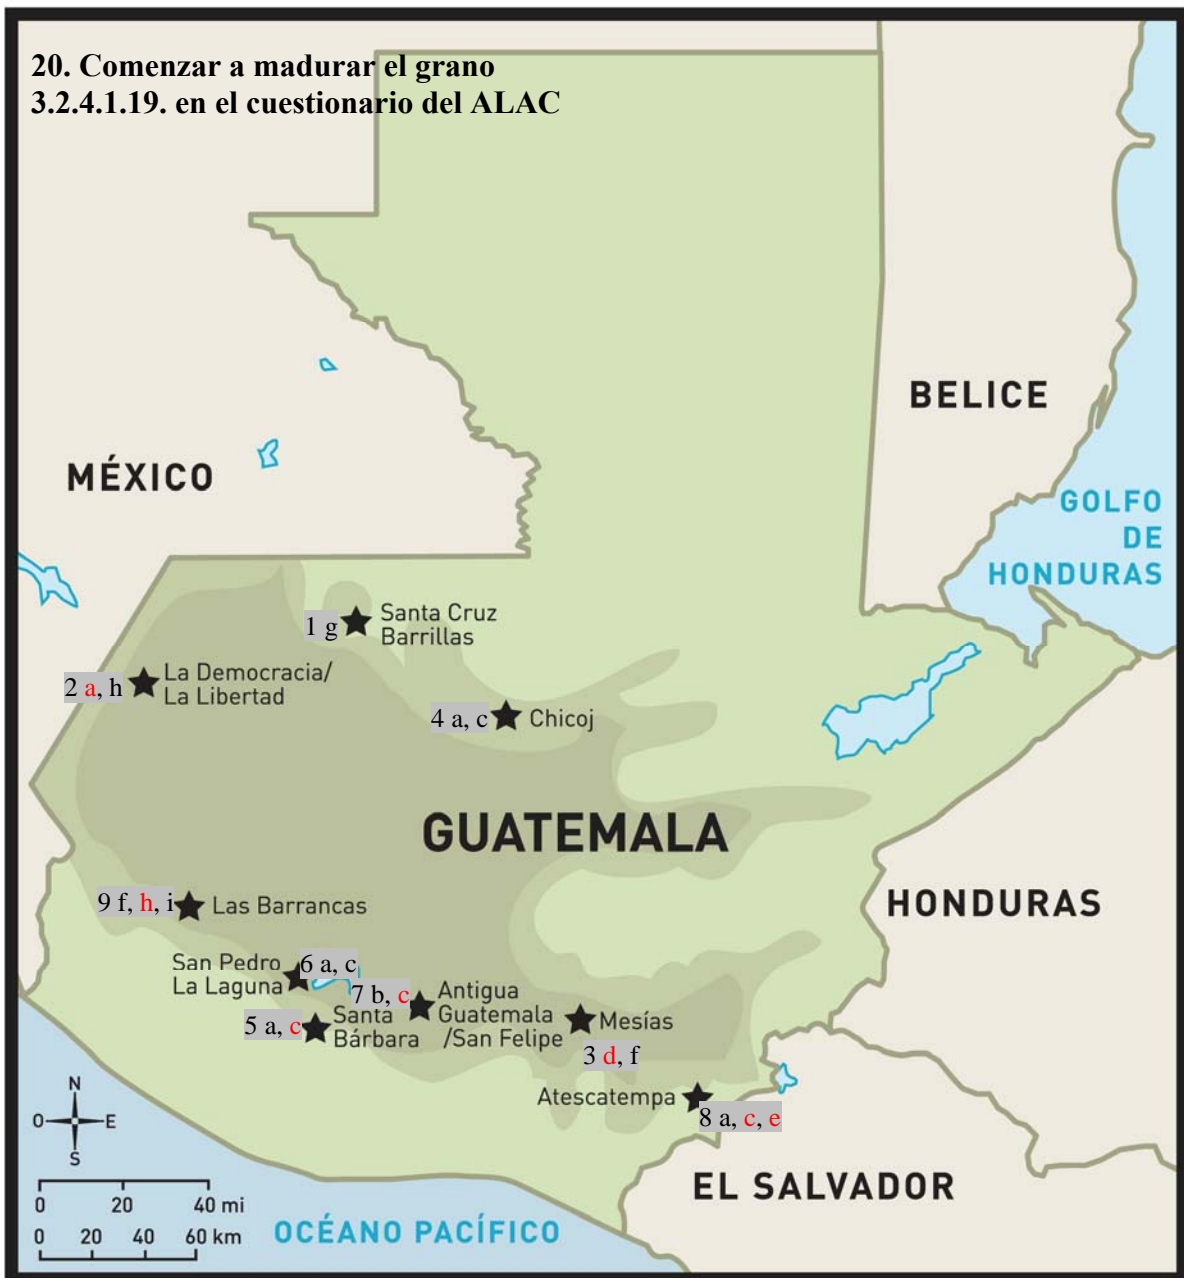 20. Comenzar a madurar el grano
3.2.4.1.19. en el cuestionario del ALAC
BELICE
MÉXICO
GOLFO
DE
HONDURAS
1 g
Santa Cruz
Barrillas
2 a, h
La Democracia/
La Libertad
4 a, c
Chicoj
GUATEMALA
HONDURAS
9 f, h, i
Las Barrancas
San Pedro
La Laguna
6 a, c
7 b, c
Antigua
Guatemala
/San Felipe
5 a, c
Santa
Bárbara
Mesías
3 d, f
Atescatempa
8 a, c, e
N
O
E
S
EL SALVADOR
0 20 40 mi
0 20 40 60 km
OCÉANO PACÍFICO